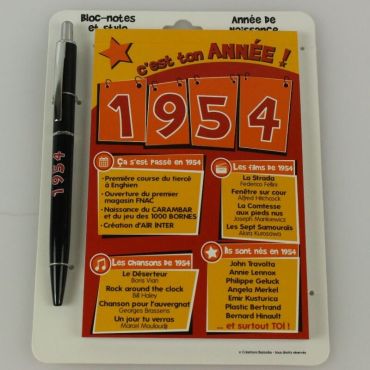 Bloc-notes
et stylo
Année de
Naissance
c'est ton ANNÉE !
1954
1954
Ça s'est passé en 1954
-Première course du tiercé
à Enghien
-Ouverture du premier
magasin FNAC
-Naissance du CARAMBAR
et du jeu des 1000 BORNES
-Création d'AIR INTER
Les films de 1954
La Strada
Federico Fellini
Fenêtre sur cour
Alfred Hitchcock
La Comtesse
aux pieds nus
Joseph Mankiewicz
Les Sept Samouraïs
Akira Kurosawa
Les Chansons de 1954
Le Déserteur
Boris Vian
Rock around the clock
Bill Haley
Chanson pour l'auvergnat
Georges Brassens
Un jour tu verras
Marcel Mouloudji
Ils sont nés en 1954
John Travolta
Annie Lennox
Philippe Geluck
Angela Merkel
Emir Kusturica
Plastic Bertrand
Bernard Hinault
... et surtout TOI !
tous droits réservés